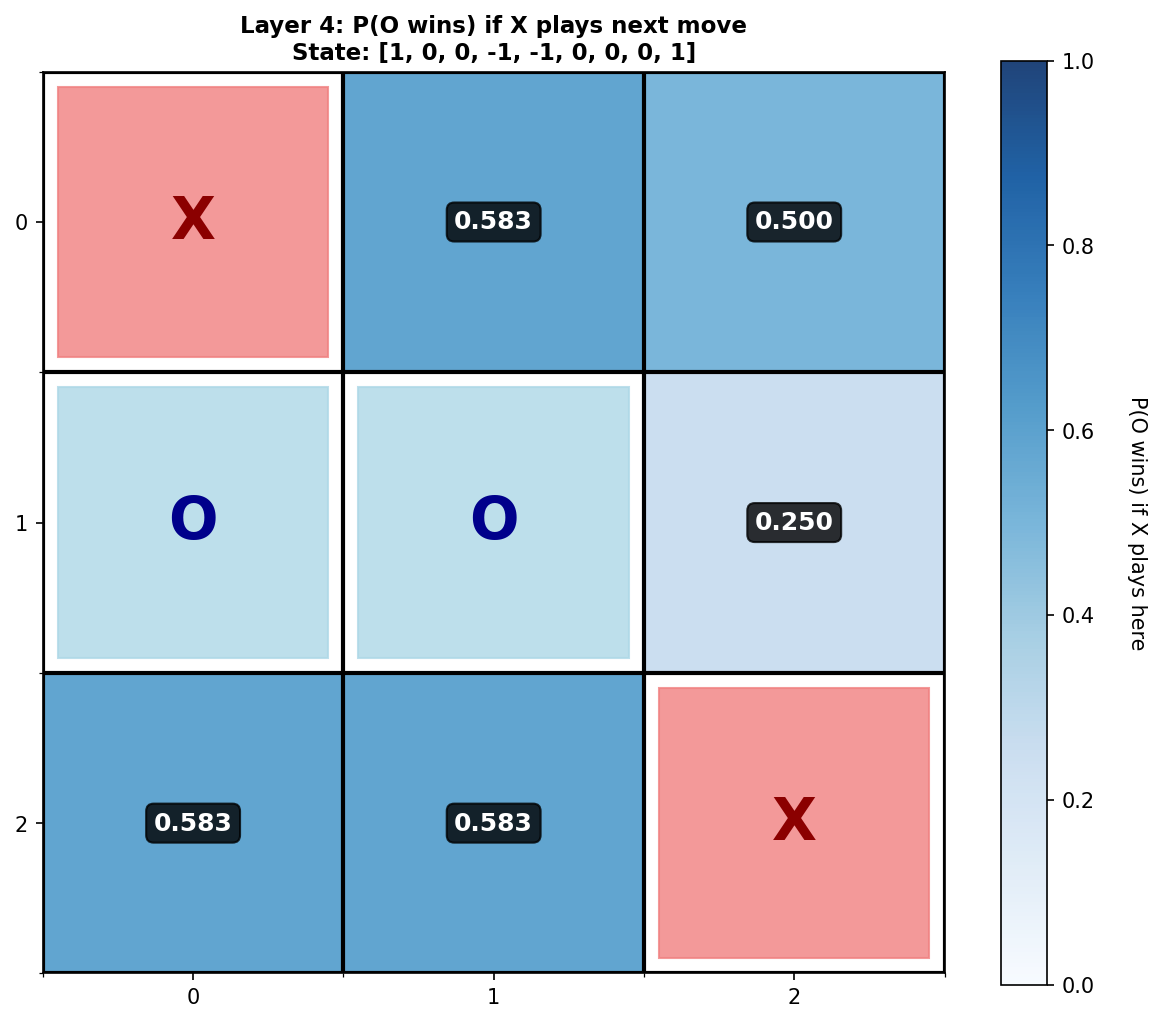 Layer 4: P(O wins) if X plays next move
State: [1, 0, 0, -1, -1, 0, 0, 0, 1]
0
X
0.583
0.500
1
O
O
0.250
2
0.583
0.583
X
0
1
2
1.0
0.8
0.6
0.4
0.2
0.0
P(O wins) if X plays here